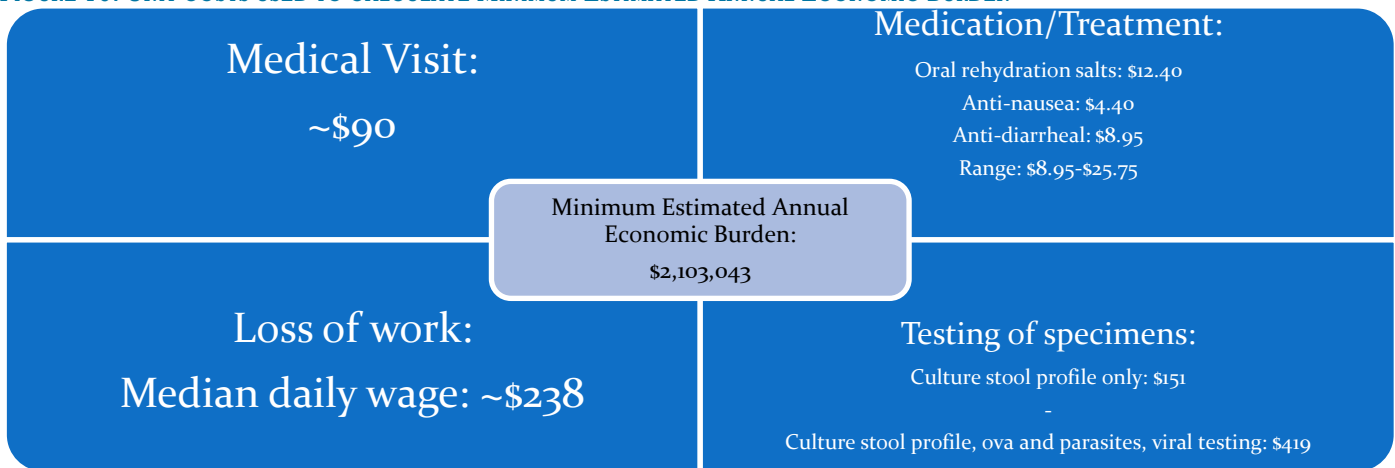 Medical Visit:
~$90
Medication/Treatment:
Oral rehydration salts: $12.40
Anti-nausea: $4.40
Anti-diarrheal: $8.95
Range: $8.95-$25.75
Minimum Estimated Annual
Economic Burden:
$2,103,043
Loss of work:
Median daily wage: ~$238
Testing of specimens:
Culture stool profile only: $151
-
Culture stool profile, ova and parasites, viral testing: $419